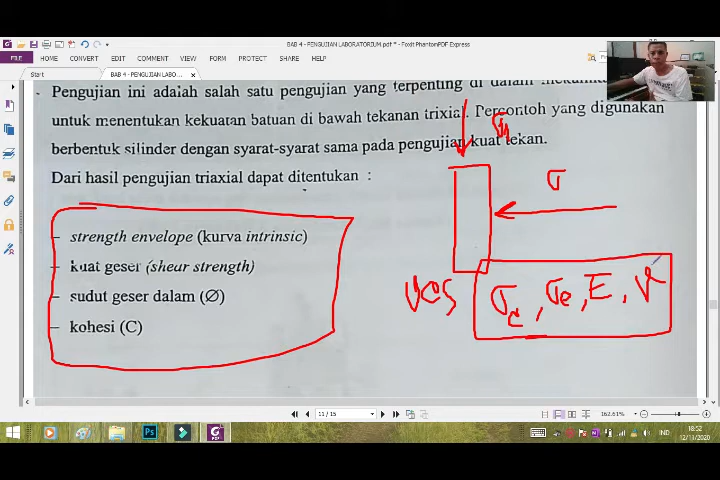 BAB 4 - PENGUJIAN LABORATORIUM.pdf * - Foxit PhantomPDF Express
FILE HOME CONVERT EDIT COMMENT VIEW FORM PROTECT SHARE HELP
Start BAB 4 - PENGUJIAN LABO... ×
Pengujian ini adalah salah satu pengujian yang terpenting di dalam
untuk menentukan kekuatan batuan di bawah tekanan trixial. Percontoh yang digunakan
berbentuk silinder dengan syarat-syarat sama pada pengujian kuat tekan.
Dari hasil pengujian triaxial dapat ditentukan :
σ1
σ
– strength envelope (kurva intrinsic)
– kuat geser (shear strength)
– sudut geser dalam (Ø)
– kohesi (C)
UCS
σc, σe, E, ν
11 / 15
162.61%
IND
18:52
12/11/2020